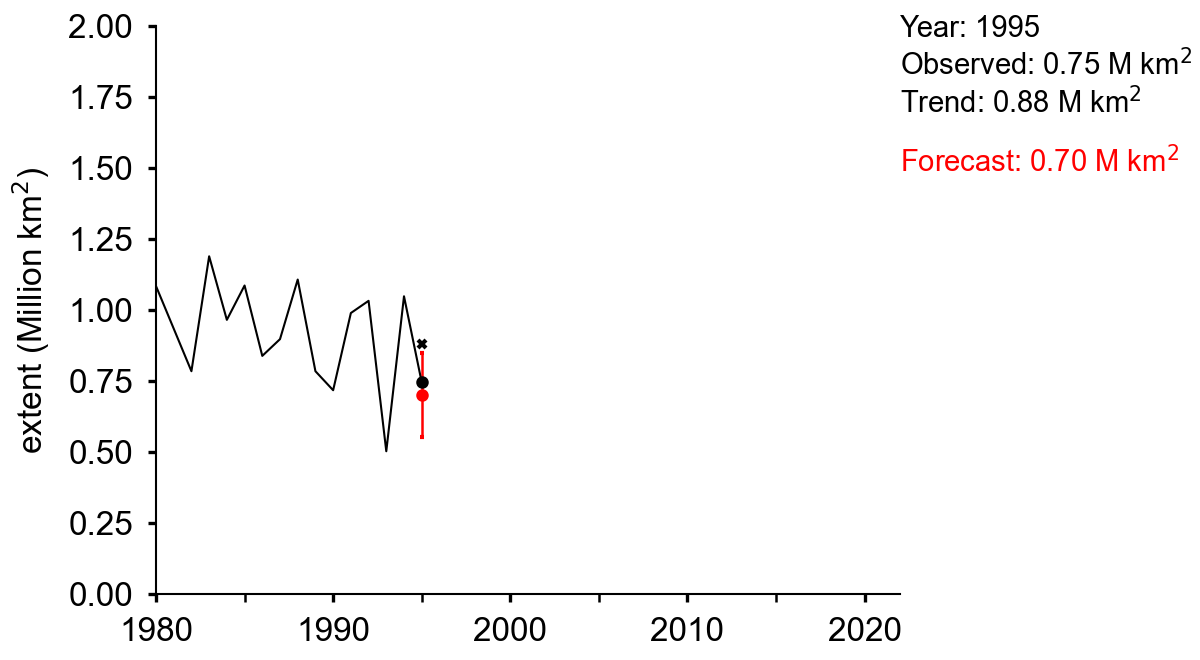 2.00
1.75
1.50
1.25
1.00
0.75
0.50
0.25
0.00
extent (Million km²)
1980
1990
2000
2010
2020
Year: 1995
Observed: 0.75 M km²
Trend: 0.88 M km²
Forecast: 0.70 M km²